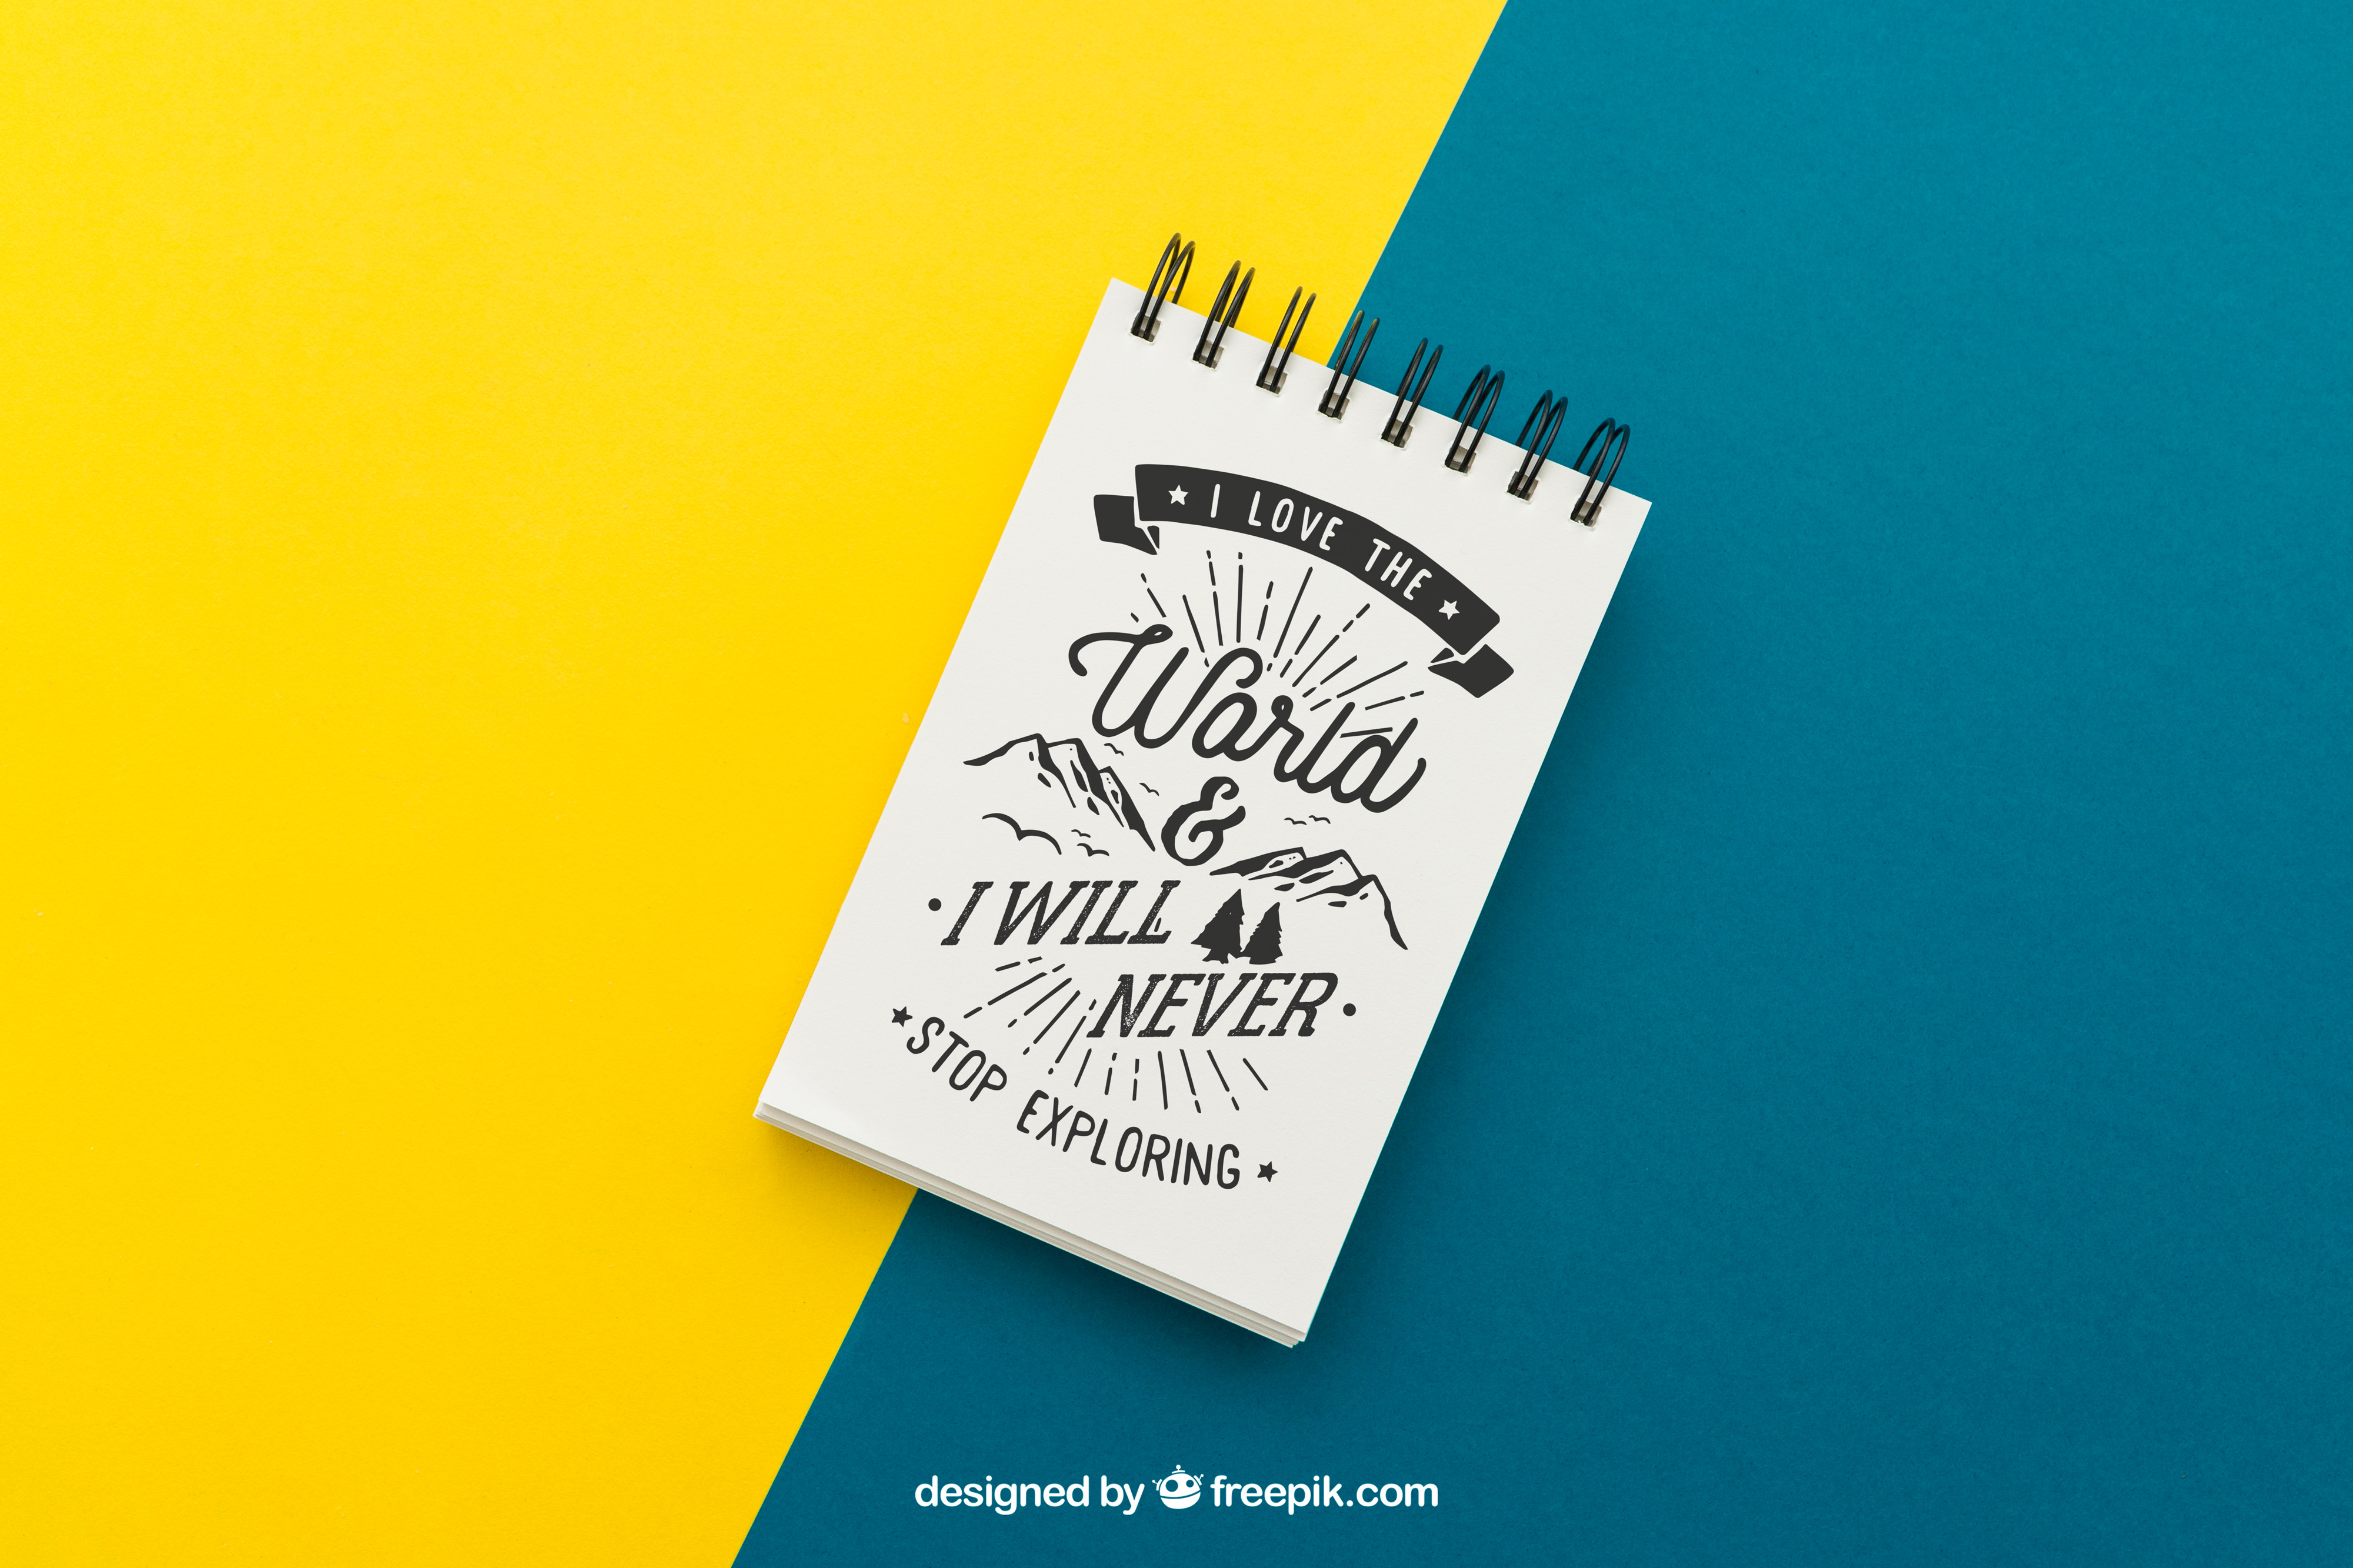 I LOVE THE
World
&
I WILL
NEVER
STOP EXPLORING
designed by freepik.com